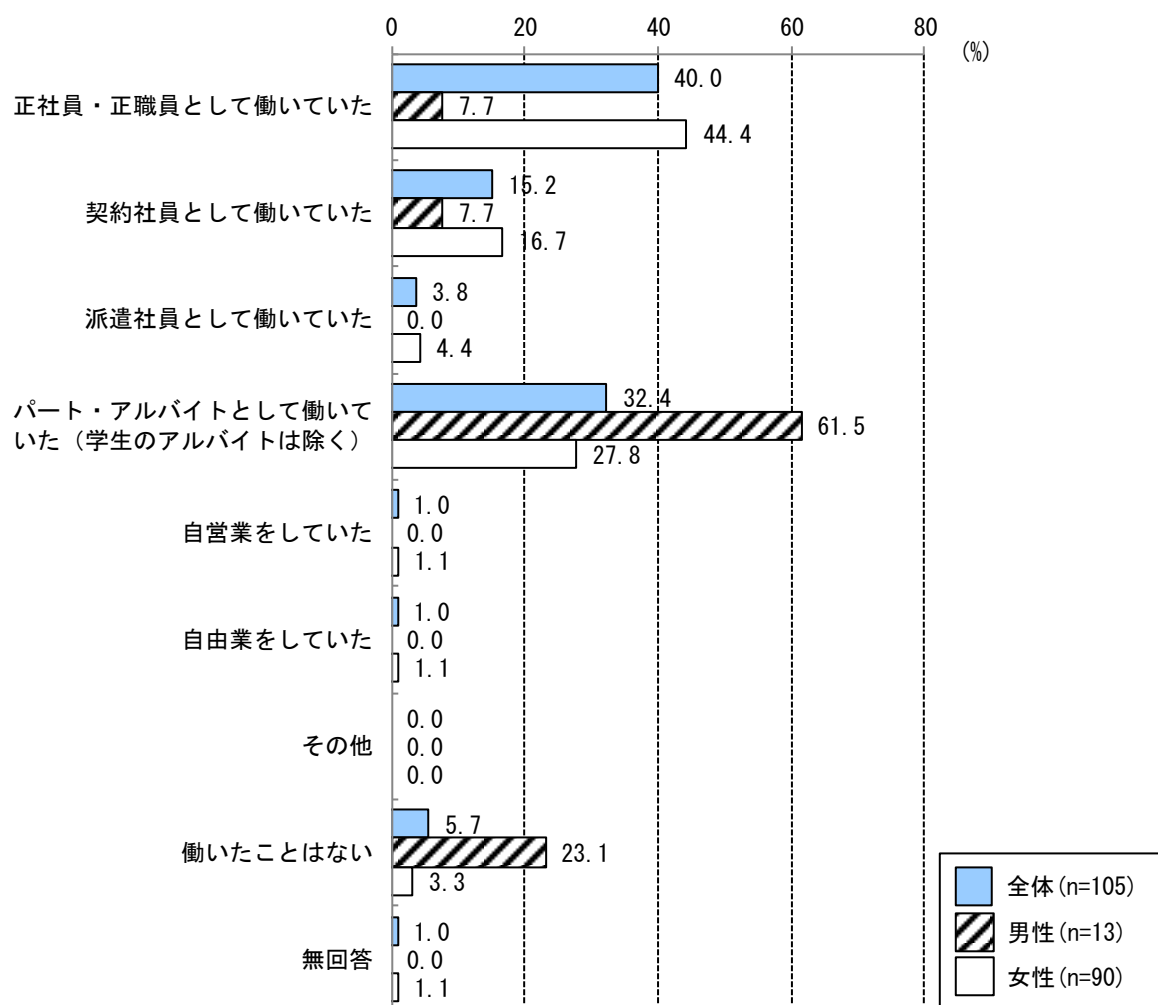 0 20 40 60 80
(%)
正社員・正職員として働いていた
40.0
7.7
44.4
契約社員として働いていた
15.2
7.7
16.7
派遣社員として働いていた
3.8
0.0
4.4
パート・アルバイトとして働いて
いた（学生のアルバイトは除く）
32.4
61.5
27.8
自営業をしていた
1.0
0.0
1.1
自由業をしていた
1.0
0.0
1.1
その他
0.0
0.0
0.0
働いたことはない
5.7
23.1
3.3
無回答
1.0
0.0
1.1
全体(n=105)
男性(n=13)
女性(n=90)